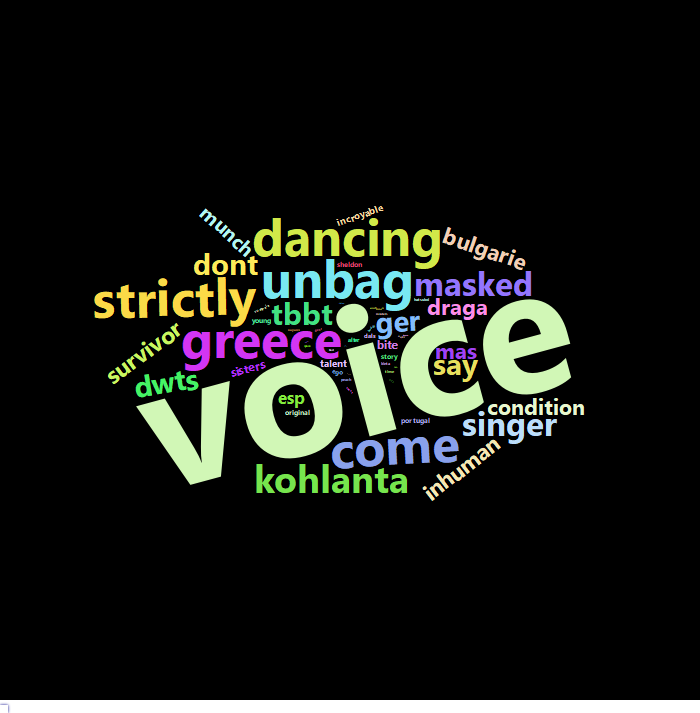 incroyable
munch
dancing
bulgarie
dont
sheldon
unbag
masked
strictly
tbbt
draga
young
ger
voice
greece
survivor
bite
mas
story
say
talent
sisters
dwts
esp
original
condition
portugal
singer
come
kohlanta
inhuman